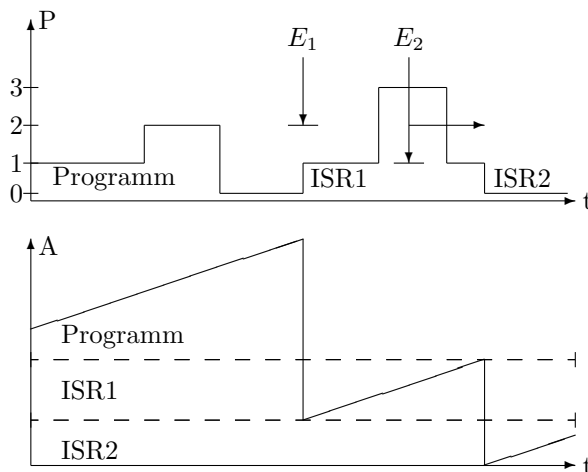 P
E1 E2
3
2
1
Programm ISR1 ISR2
0
t
A
Programm
ISR1
ISR2
t